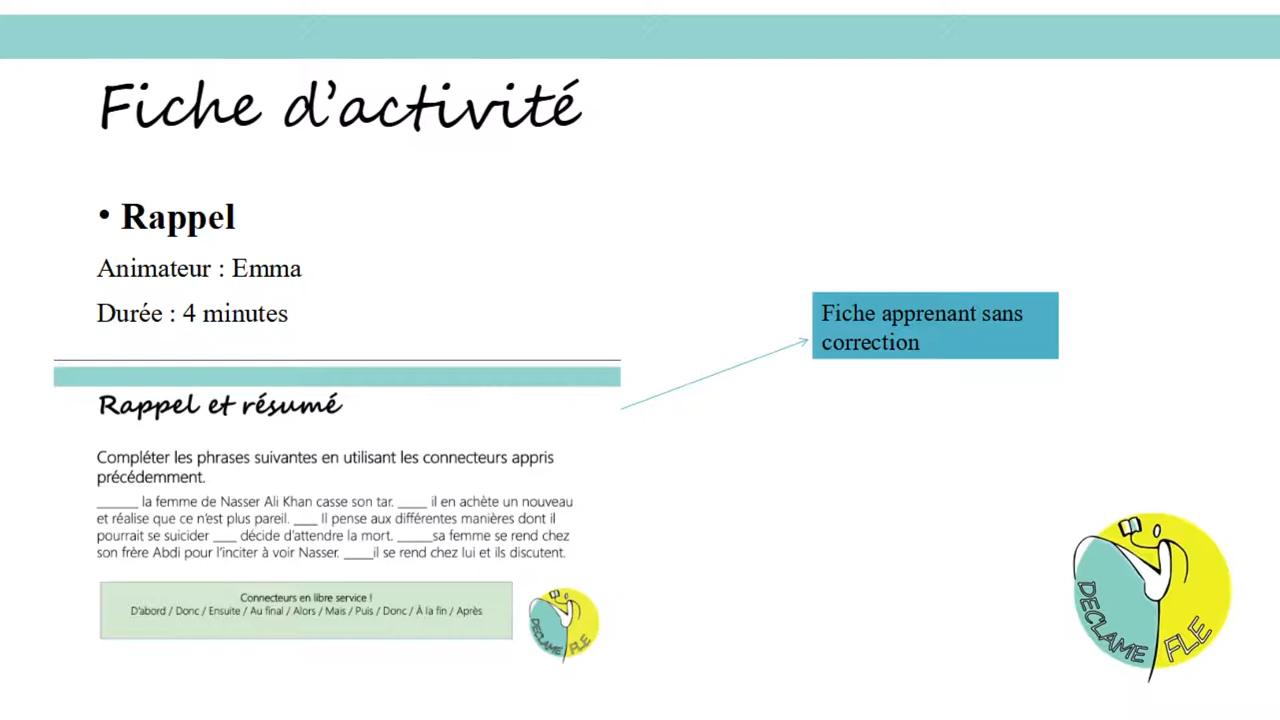 Fiche d’activité
• Rappel
Animateur : Emma
Durée : 4 minutes
Fiche apprenant sans
correction
Rappel et résumé
Compléter les phrases suivantes en utilisant les connecteurs appris
précédemment.
______ la femme de Nasser Ali Khan casse son tar. ____ il en achète un nouveau
et réalise que ce n’est plus pareil. ___ Il pense aux différentes manières dont il
pourrait se suicider ___ décide d’attendre la mort. _____sa femme se rend chez
son frère Abdi pour l’inciter à voir Nasser. ____il se rend chez lui et ils discutent.
Connecteurs en libre service !
D’abord / Donc / Ensuite / Au final / Alors / Mais / Puis / Donc / À la fin / Après
DECLAME FLE
DECLAME FLE